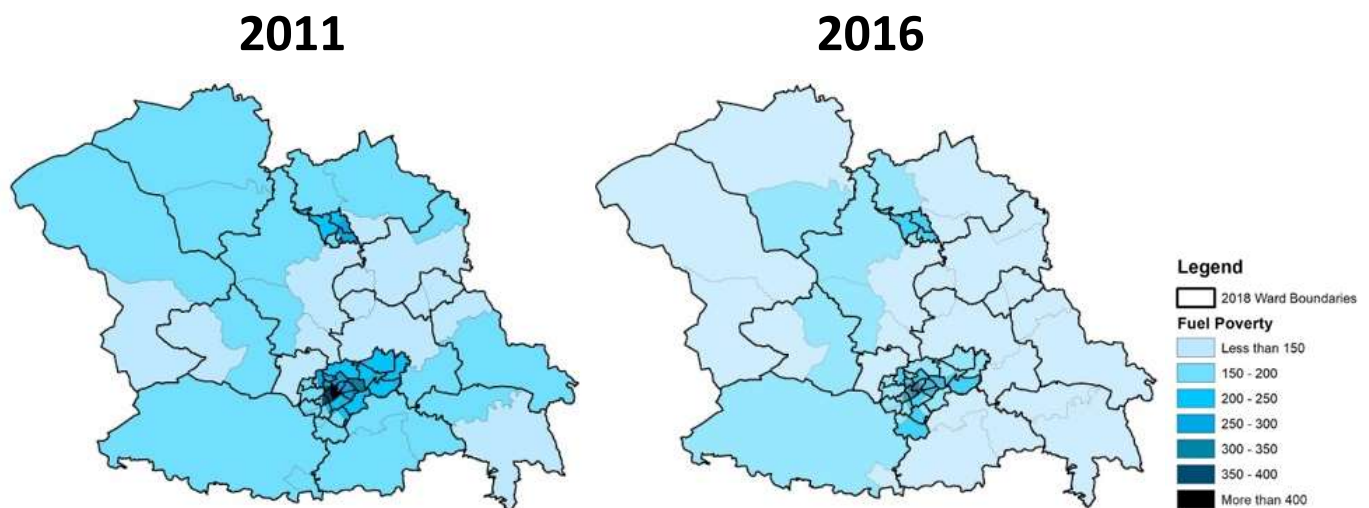 2011
2016
Legend
2018 Ward Boundaries
Fuel Poverty
Less than 150
150 - 200
200 - 250
250 - 300
300 - 350
350 - 400
More than 400